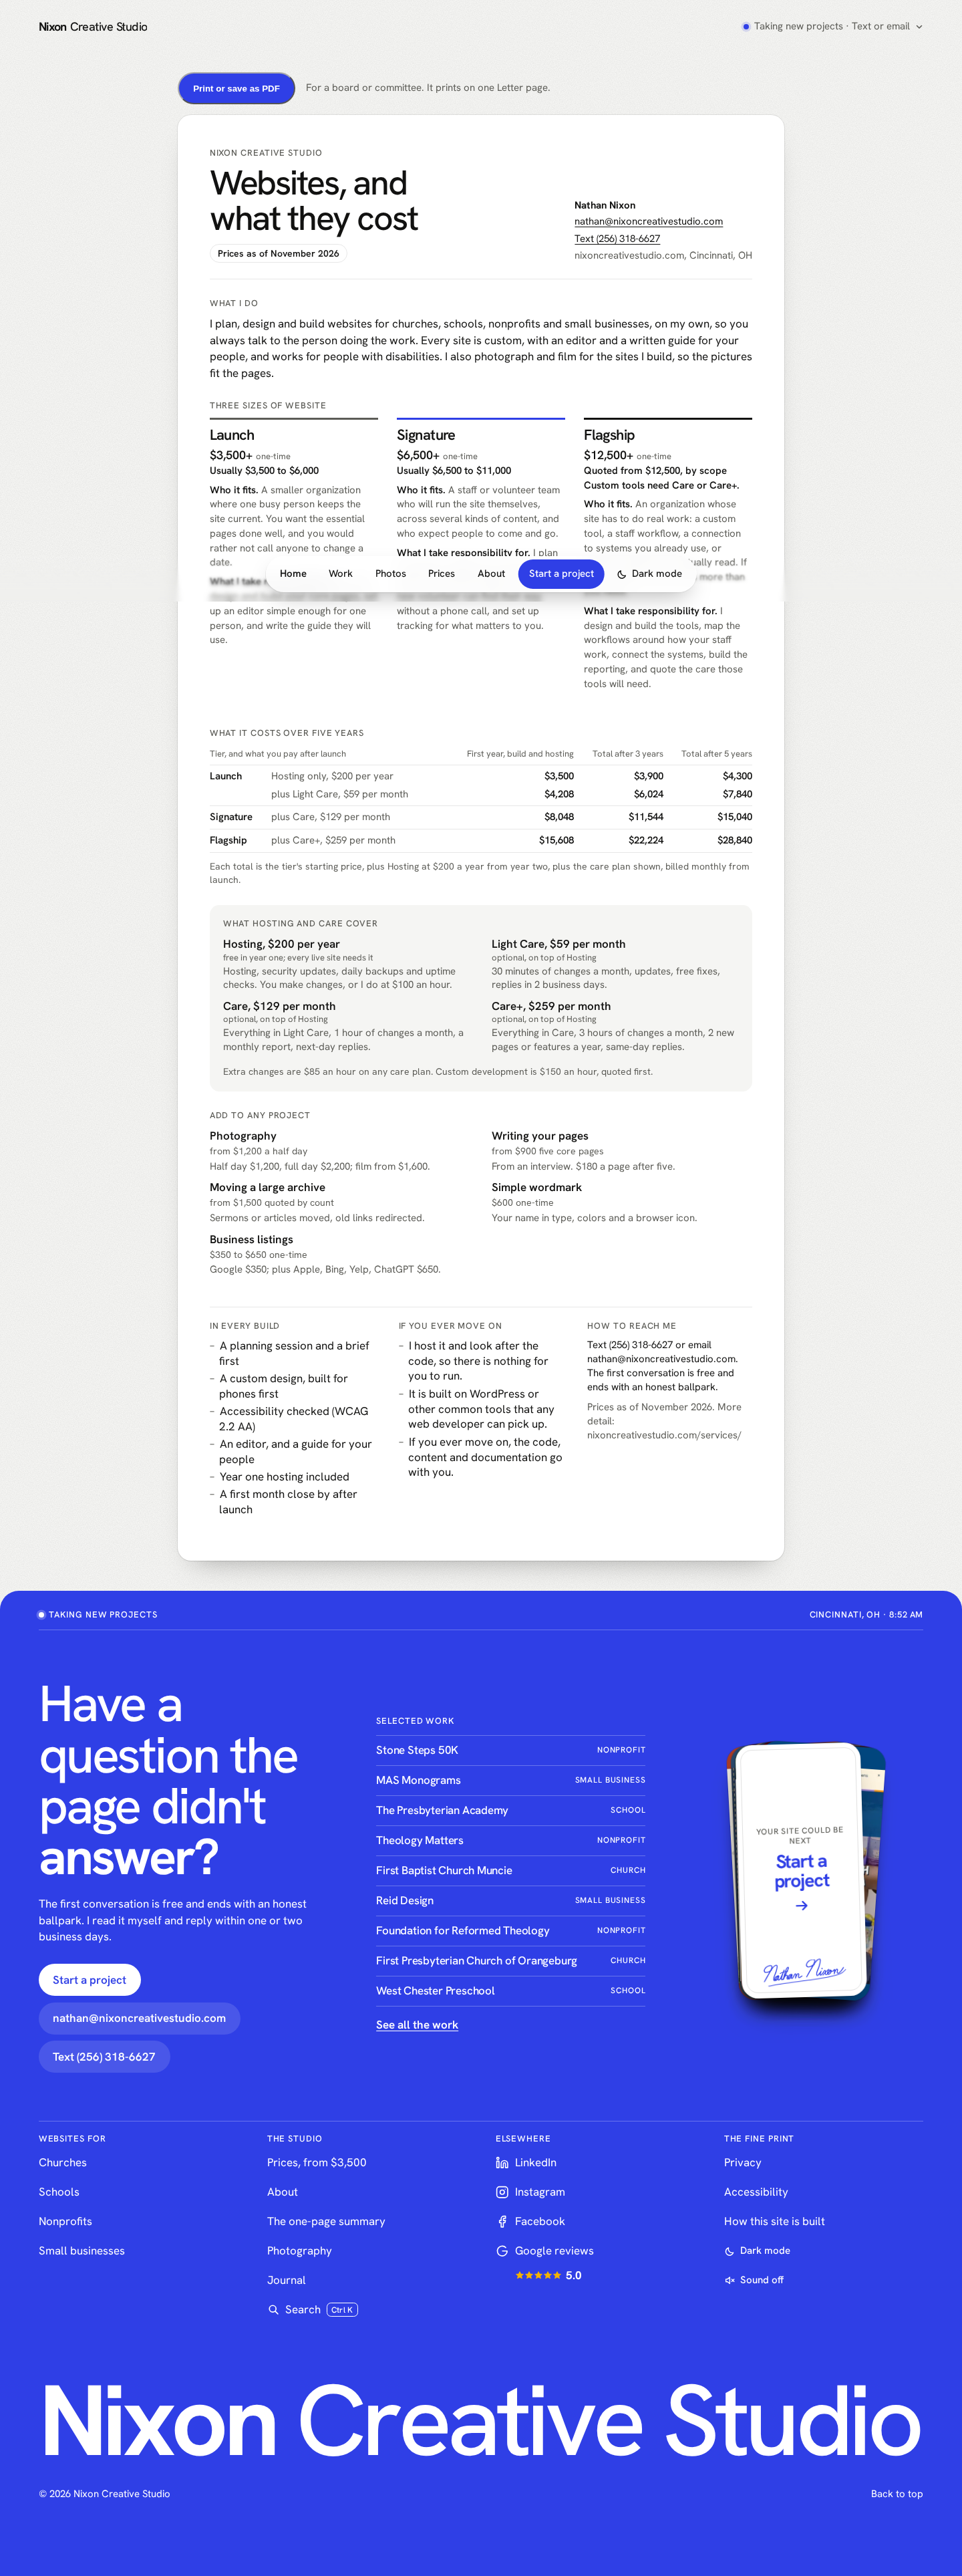 Nixon Creative Studio
Taking new projects · Text or email
Print or save as PDF
For a board or committee. It prints on one Letter page.
NIXON CREATIVE STUDIO
Websites, and
what they cost
Prices as of November 2026
Nathan Nixon
nathan@nixoncreativestudio.com
Text (256) 318-6627
nixoncreativestudio.com, Cincinnati, OH
WHAT I DO
I plan, design and build websites for churches, schools, nonprofits and small businesses, on my own, so you
always talk to the person doing the work. Every site is custom, with an editor and a written guide for your
people, and works for people with disabilities. I also photograph and film for the sites I build, so the pictures
fit the pages.
THREE SIZES OF WEBSITE
Launch
$3,500+ one-time
Usually $3,500 to $6,000
Who it fits. A smaller organization
where one busy person keeps the
site current. You want the essential
pages done well, and you would
rather not call anyone to change a
date.
What I take
up an editor simple enough for one
person, and write the guide they will
use.
Signature
$6,500+ one-time
Usually $6,500 to $11,000
Who it fits. A staff or volunteer team
who will run the site themselves,
across several kinds of content, and
who expect people to come and go.
What I take responsibility for. I plan
without a phone call, and set up
tracking for what matters to you.
Flagship
$12,500+ one-time
Quoted from $12,500, by scope
Custom tools need Care or Care+.
Who it fits. An organization whose
site has to do real work: a custom
tool, a staff workflow, a connection
to systems you already use, or
ually read. If
more than
What I take responsibility for. I
design and build the tools, map the
workflows around how your staff
work, connect the systems, build the
reporting, and quote the care those
tools will need.
Home
Work
Photos
Prices
About
Start a project
Dark mode
WHAT IT COSTS OVER FIVE YEARS
Tier, and what you pay after launch First year, build and hosting Total after 3 years Total after 5 years
Launch Hosting only, $200 per year $3,500 $3,900 $4,300
plus Light Care, $59 per month $4,208 $6,024 $7,840
Signature plus Care, $129 per month $8,048 $11,544 $15,040
Flagship plus Care+, $259 per month $15,608 $22,224 $28,840
Each total is the tier's starting price, plus Hosting at $200 a year from year two, plus the care plan shown, billed monthly from
launch.
WHAT HOSTING AND CARE COVER
Hosting, $200 per year
free in year one; every live site needs it
Hosting, security updates, daily backups and uptime
checks. You make changes, or I do at $100 an hour.
Light Care, $59 per month
optional, on top of Hosting
30 minutes of changes a month, updates, free fixes,
replies in 2 business days.
Care, $129 per month
optional, on top of Hosting
Everything in Light Care, 1 hour of changes a month, a
monthly report, next-day replies.
Care+, $259 per month
optional, on top of Hosting
Everything in Care, 3 hours of changes a month, 2 new
pages or features a year, same-day replies.
Extra changes are $85 an hour on any care plan. Custom development is $150 an hour, quoted first.
ADD TO ANY PROJECT
Photography
from $1,200 a half day
Half day $1,200, full day $2,200; film from $1,600.
Writing your pages
from $900 five core pages
From an interview. $180 a page after five.
Moving a large archive
from $1,500 quoted by count
Sermons or articles moved, old links redirected.
Simple wordmark
$600 one-time
Your name in type, colors and a browser icon.
Business listings
$350 to $650 one-time
Google $350; plus Apple, Bing, Yelp, ChatGPT $650.
IN EVERY BUILD
– A planning session and a brief
first
– A custom design, built for
phones first
– Accessibility checked (WCAG
2.2 AA)
– An editor, and a guide for your
people
– Year one hosting included
– A first month close by after
launch
IF YOU EVER MOVE ON
– I host it and look after the
code, so there is nothing for
you to run.
– It is built on WordPress or
other common tools that any
web developer can pick up.
– If you ever move on, the code,
content and documentation go
with you.
HOW TO REACH ME
Text (256) 318-6627 or email
nathan@nixoncreativestudio.com.
The first conversation is free and
ends with an honest ballpark.
Prices as of November 2026. More
detail:
nixoncreativestudio.com/services/
TAKING NEW PROJECTS
CINCINNATI, OH · 8:52 AM
Have a
question the
page didn't
answer?
The first conversation is free and ends with an honest
ballpark. I read it myself and reply within one or two
business days.
Start a project
nathan@nixoncreativestudio.com
Text (256) 318-6627
SELECTED WORK
Stone Steps 50K NONPROFIT
MAS Monograms SMALL BUSINESS
The Presbyterian Academy SCHOOL
Theology Matters NONPROFIT
First Baptist Church Muncie CHURCH
Reid Design SMALL BUSINESS
Foundation for Reformed Theology NONPROFIT
First Presbyterian Church of Orangeburg CHURCH
West Chester Preschool SCHOOL
See all the work
YOUR SITE COULD BE
NEXT
Start a
project
Nathan Nixon
WEBSITES FOR
Churches
Schools
Nonprofits
Small businesses
THE STUDIO
Prices, from $3,500
About
The one-page summary
Photography
Journal
Search Ctrl K
ELSEWHERE
LinkedIn
Instagram
Facebook
Google reviews
★★★★★ 5.0
THE FINE PRINT
Privacy
Accessibility
How this site is built
Dark mode
Sound off
Nixon Creative Studio
© 2026 Nixon Creative Studio
Back to top